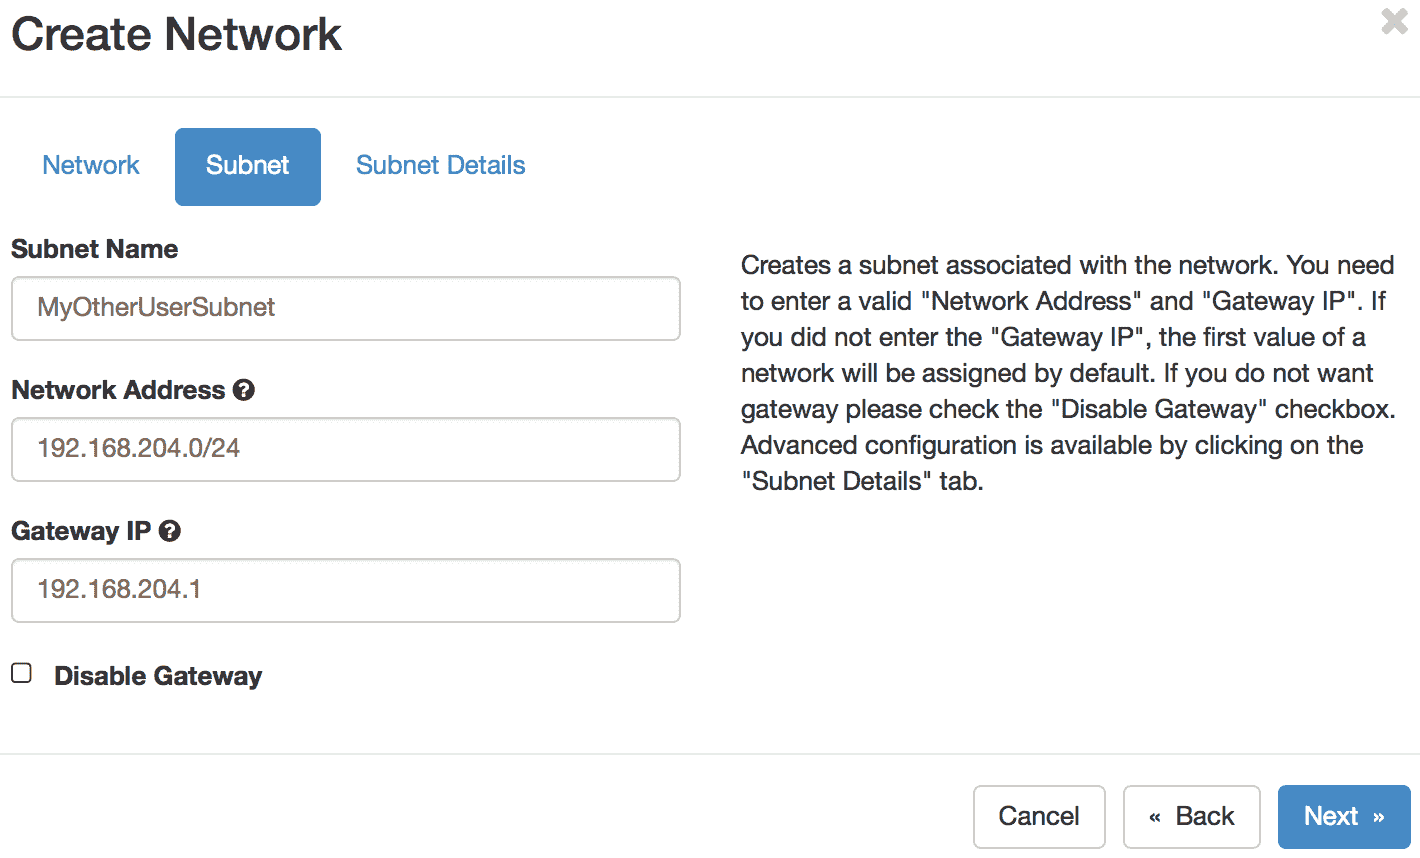 Create Network
Network
Subnet
Subnet Details
Subnet Name
MyOtherUserSubnet
Network Address
192.168.204.0/24
Gateway IP
192.168.204.1
Disable Gateway
Creates a subnet associated with the network. You need
to enter a valid "Network Address" and "Gateway IP". If
you did not enter the "Gateway IP", the first value of a
network will be assigned by default. If you do not want
gateway please check the "Disable Gateway" checkbox.
Advanced configuration is available by clicking on the
"Subnet Details" tab.
Cancel
« Back
Next »